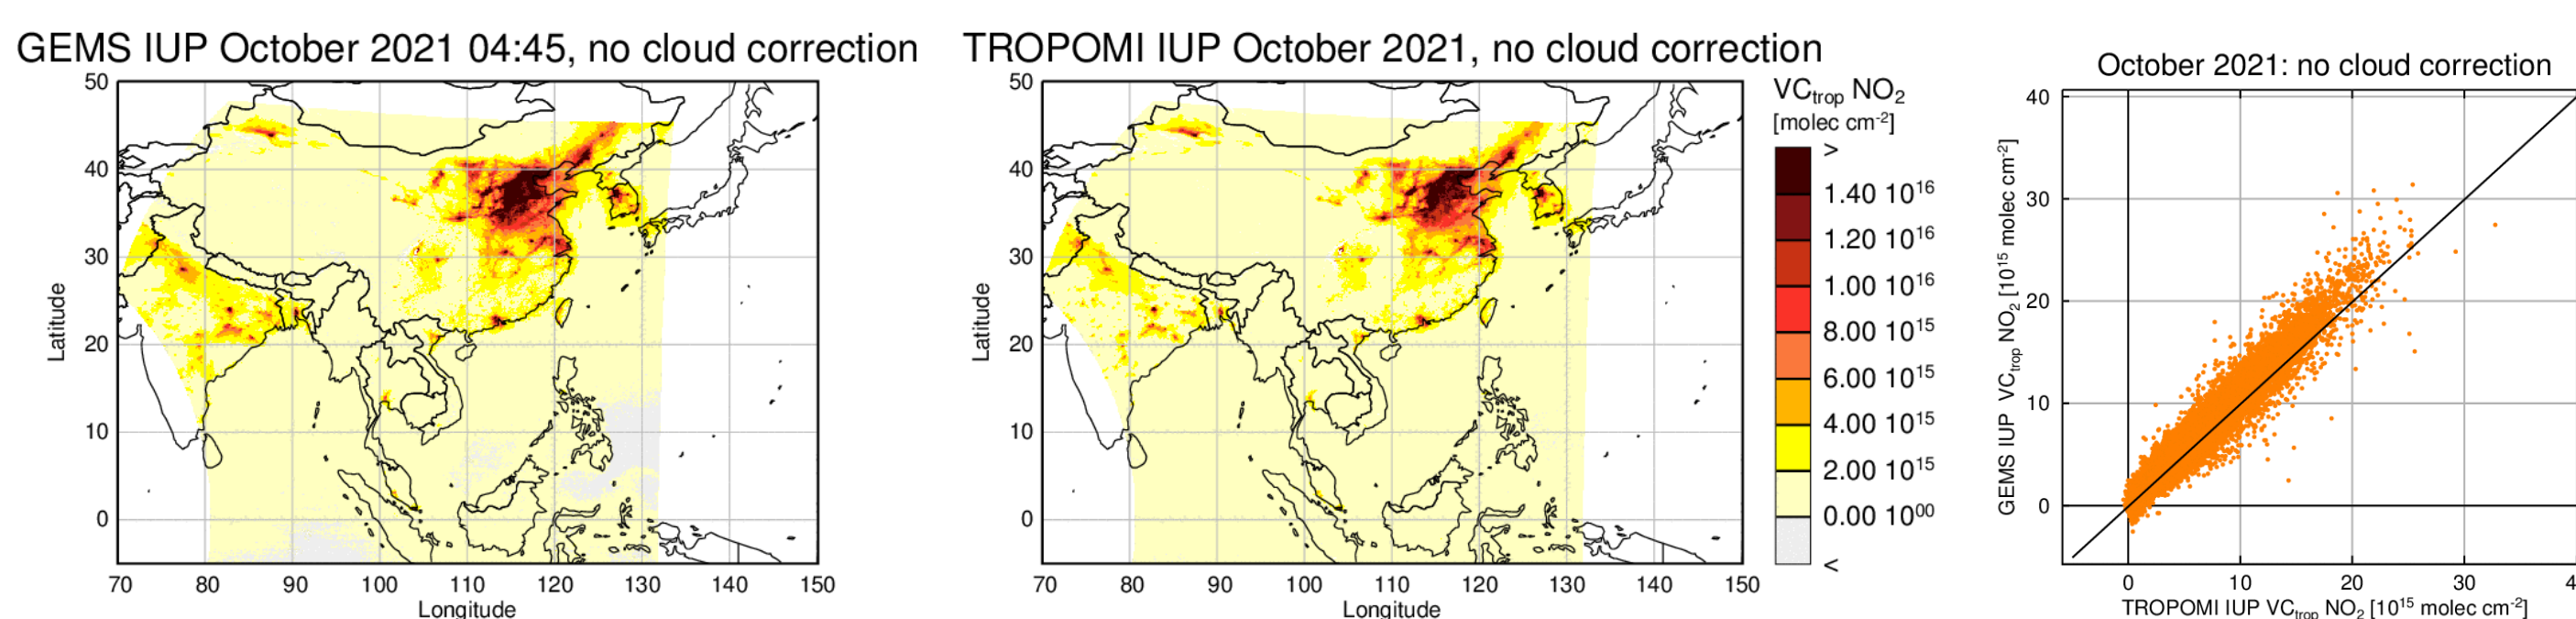 GEMS IUP October 2021 04:45, no cloud correction
50
40
30
20
10
0
Latitude
70 80 90 100 110 120 130 140 150
Longitude
TROPOMI IUP October 2021, no cloud correction
50
40
30
20
10
0
Latitude
70 80 90 100 110 120 130 140 150
Longitude
VCtrop NO2
[molec cm-2]
>
1.40 10^16
1.20 10^16
1.00 10^16
8.00 10^15
6.00 10^15
4.00 10^15
2.00 10^15
0.00 10^00
<
October 2021: no cloud correction
40
30
20
10
0
GEMS IUP VCtrop NO2 [10^15 molec cm-2]
0 10 20 30 4
TROPOMI IUP VCtrop NO2 [10^15 molec cm-2]